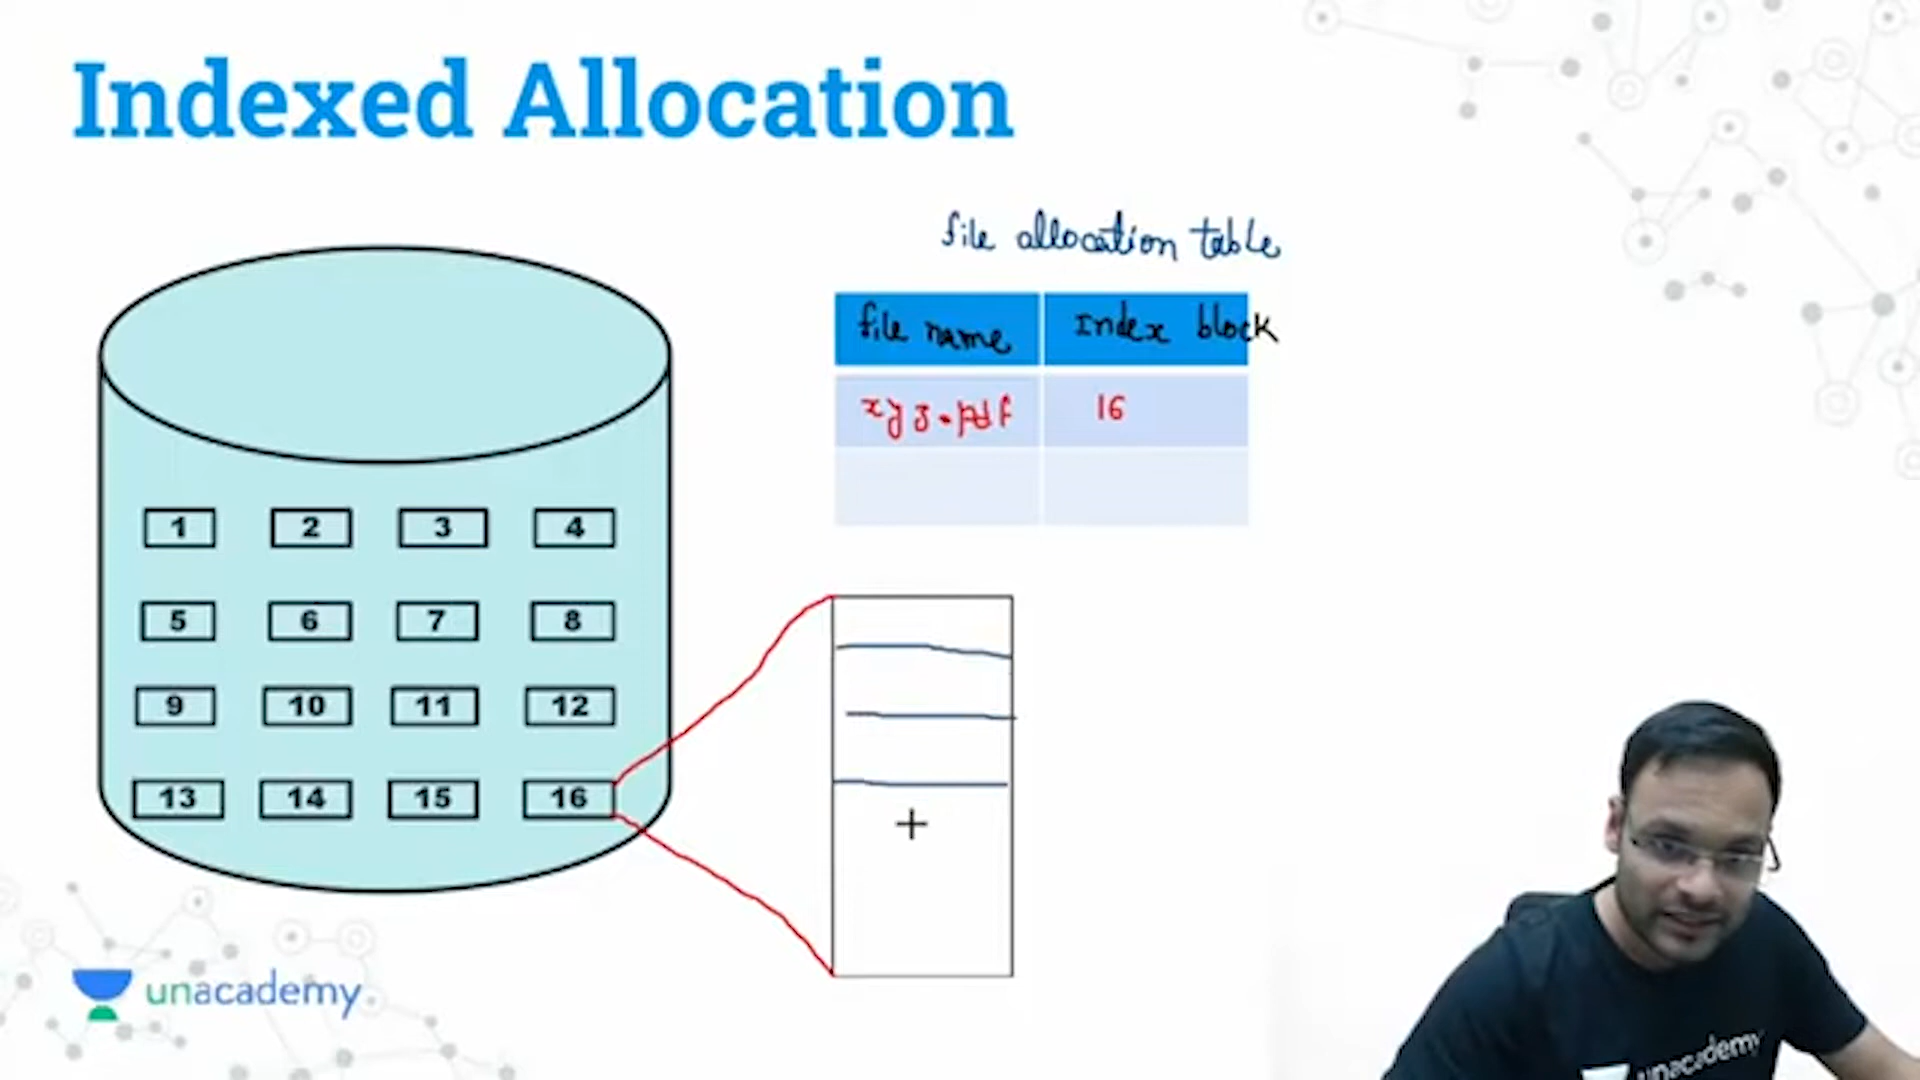 Indexed Allocation
file allocation table
file name Index block
xyz.pdf 16
1 2 3 4
5 6 7 8
9 10 11 12
13 14 15 16
unacademy
unacademy